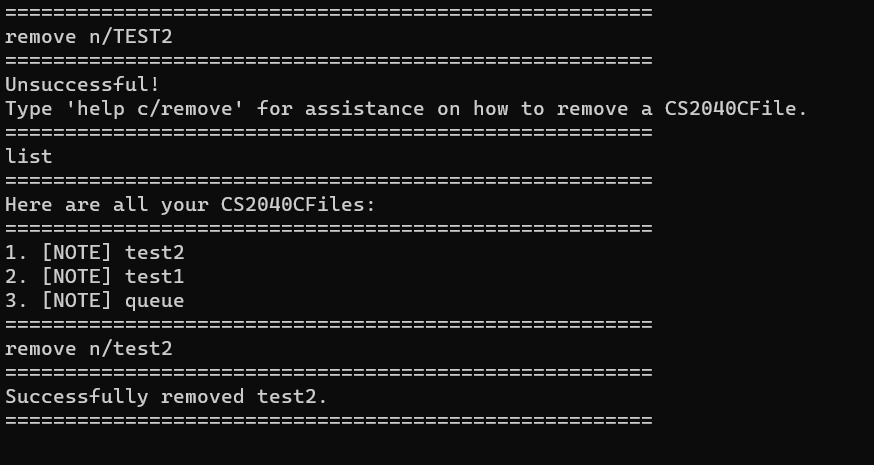 ======================================================
remove n/TEST2
======================================================
Unsuccessful!
Type 'help c/remove' for assistance on how to remove a CS2040CFile.
======================================================
list
======================================================
Here are all your CS2040CFiles:
======================================================
1. [NOTE] test2
2. [NOTE] test1
3. [NOTE] queue
======================================================
remove n/test2
======================================================
Successfully removed test2.
======================================================